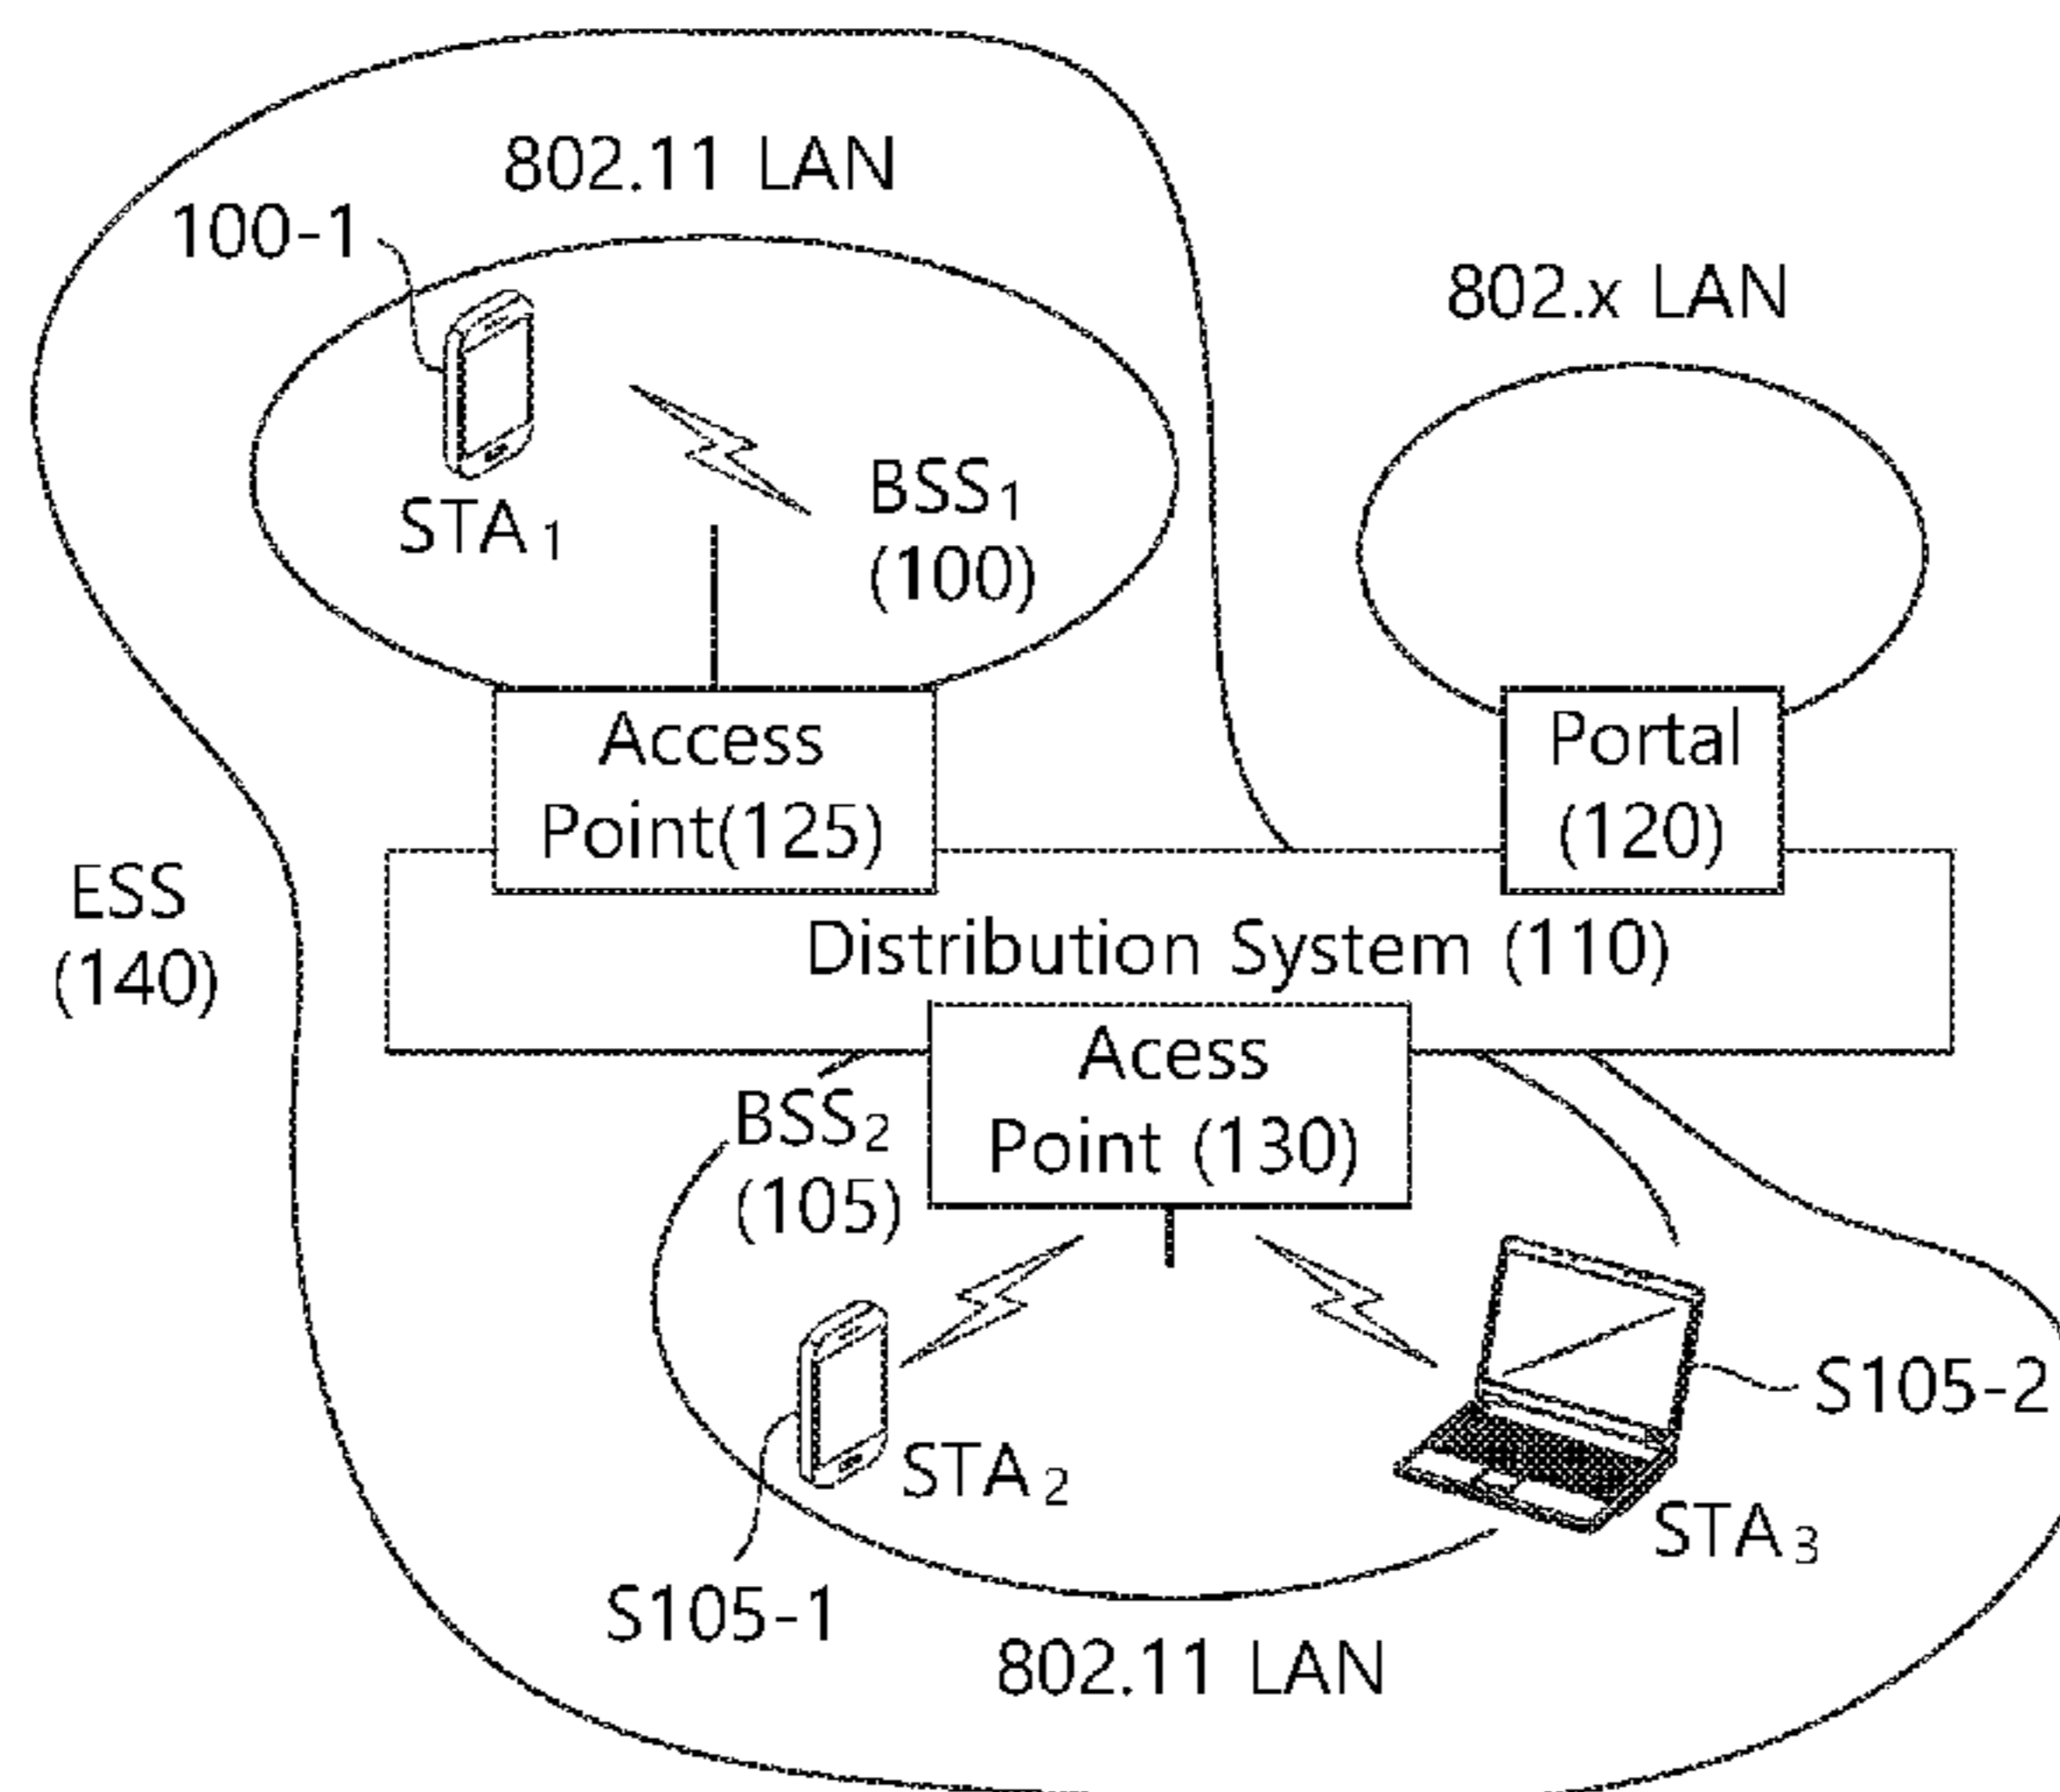 802.11 LAN
100-1
802.x LAN
STA1
BSS1
(100)
Access
Point(125)
Portal
(120)
ESS
(140)
Distribution System (110)
Acess
Point (130)
BSS2
(105)
S105-2
STA2
STA3
S105-1
802.11 LAN